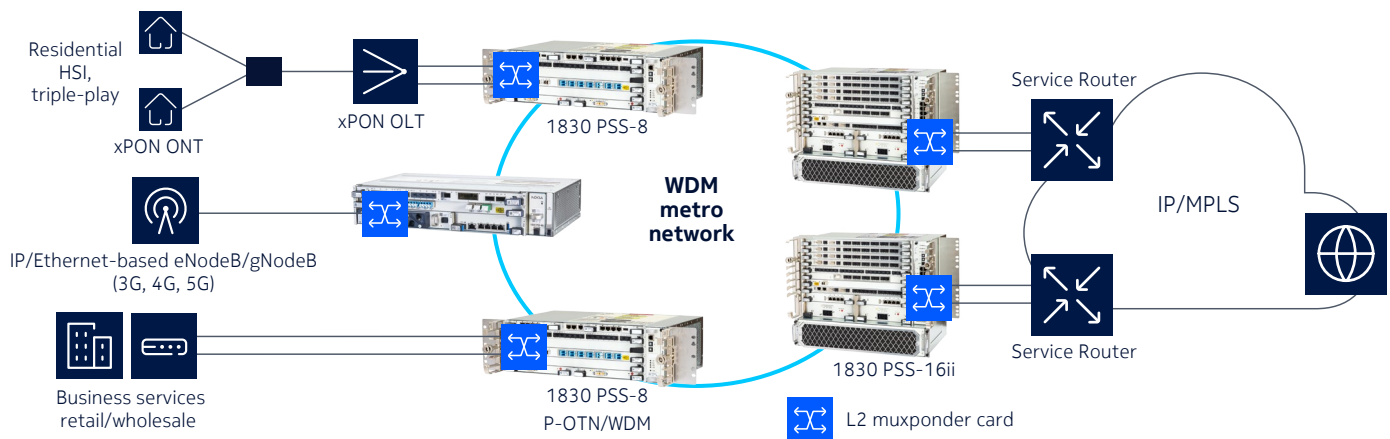 Residential
HSI,
triple-play
xPON ONT
xPON OLT
1830 PSS-8
Service Router
IP/Ethernet-based eNodeB/gNodeB
(3G, 4G, 5G)
WDM
metro
network
IP/MPLS
Business services
retail/wholesale
1830 PSS-8
P-OTN/WDM
1830 PSS-16ii
Service Router
L2 muxponder card